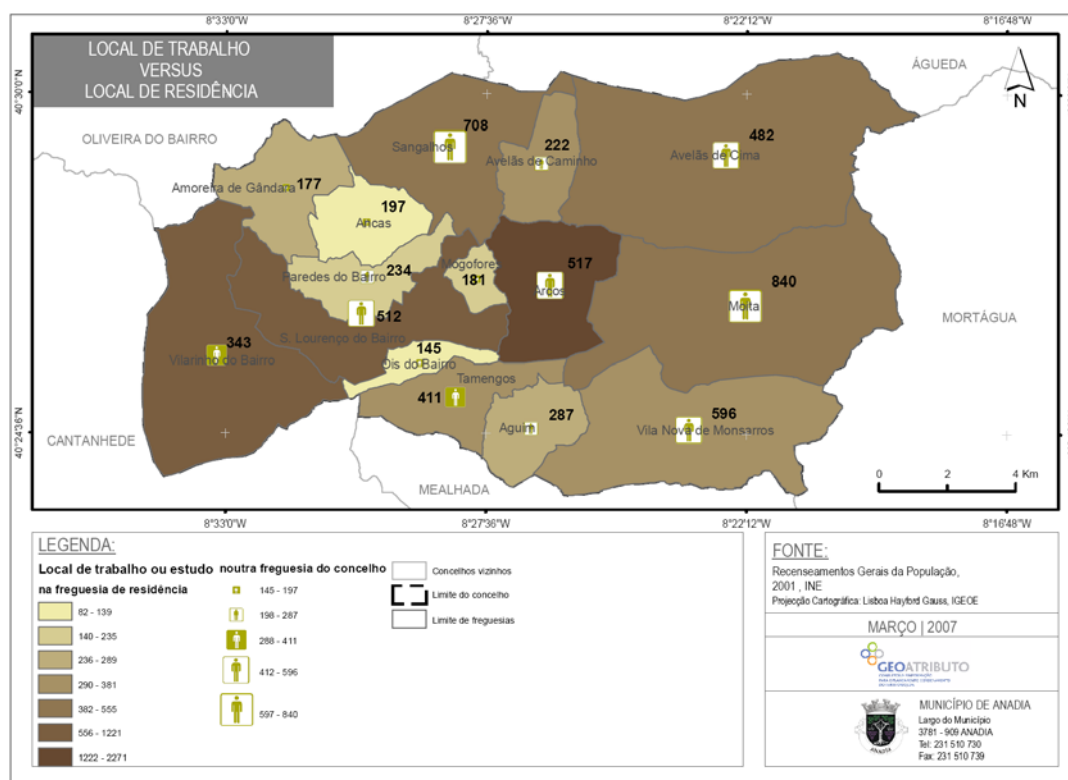 8°33'0"W
8°27'36"W
8°22'12"W
8°16'48"W
LOCAL DE TRABALHO
VERSUS
LOCAL DE RESIDÊNCIA
40°30'0"N
40°24'36"N
ÁGUEDA
N
OLIVEIRA DO BAIRRO
708
Sangalhos
222
Avelãs de Caminho
482
Avelãs de Cima
Amoreira de Gândara
177
197
Ancas
Paredes do Bairro
234
Mogofores
181
517
Arcos
840
Moita
MORTÁGUA
512
S. Lourenço do Bairro
343
Vilarinho do Bairro
145
Óis do Bairro
Tamengos
411
287
Aguim
596
Vila Nova de Monsarros
CANTANHEDE
MEALHADA
0 2 4 Km
8°33'0"W
8°27'36"W
8°22'12"W
8°16'48"W
LEGENDA:
Local de trabalho ou estudo
na freguesia de residência
82 - 139
140 - 235
236 - 289
290 - 381
382 - 555
556 - 1221
1222 - 2271
noutra freguesia do concelho
145 - 197
198 - 287
288 - 411
412 - 596
597 - 840
Concelhos vizinhos
Limite do concelho
Limite de freguesias
FONTE:
Recenseamentos Gerais da População,
2001 , INE
Projecção Cartográfica: Lisboa Hayford Gauss, IGEOE
MARÇO | 2007
GEOATRIBUTO
MUNICÍPIO DE ANADIA
Largo do Município
3781 - 909 ANADIA
Tel: 231 510 730
Fax: 231 510 739
ANADIA